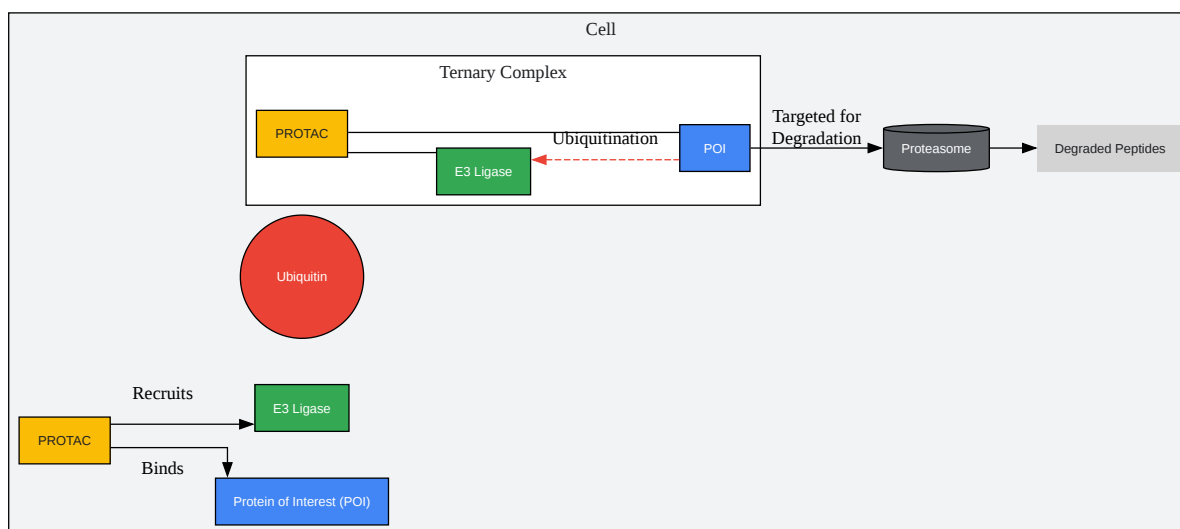 Cell
Ternary Complex
PROTAC
Ubiquitination
E3 Ligase
POI
Targeted for
Degradation
Proteasome
Degraded Peptides
Ubiquitin
Recruits
E3 Ligase
PROTAC
Binds
Protein of Interest (POI)